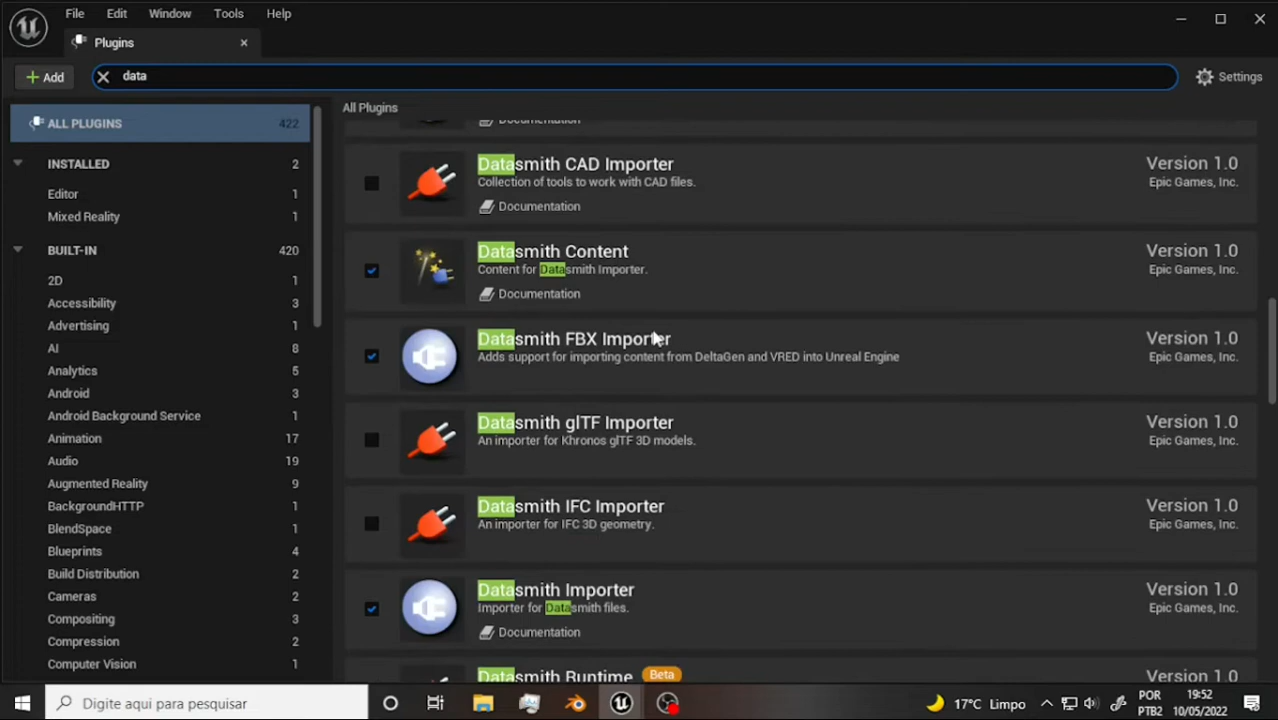 File Edit Window Tools Help
Plugins
+ Add
data
Settings
ALL PLUGINS 422
INSTALLED 2
Editor 1
Mixed Reality 1
BUILT-IN 420
2D 1
Accessibility 3
Advertising 1
AI 8
Analytics 5
Android 3
Android Background Service 1
Animation 17
Audio 19
Augmented Reality 9
BackgroundHTTP 1
BlendSpace 1
Blueprints 4
Build Distribution 2
Cameras 2
Compositing 3
Compression 2
Computer Vision 1
All Plugins
Documentation
Datasmith CAD Importer Version 1.0
Collection of tools to work with CAD files. Epic Games, Inc.
Documentation
Datasmith Content Version 1.0
Content for Datasmith Importer. Epic Games, Inc.
Documentation
Datasmith FBX Importer Version 1.0
Adds support for importing content from DeltaGen and VRED into Unreal Engine Epic Games, Inc.
Datasmith glTF Importer Version 1.0
An importer for Khronos glTF 3D models. Epic Games, Inc.
Datasmith IFC Importer Version 1.0
An importer for IFC 3D geometry. Epic Games, Inc.
Datasmith Importer Version 1.0
Importer for Datasmith files. Epic Games, Inc.
Documentation
Datasmith Runtime Beta Version 1.0
Digite aqui para pesquisar
17°C Limpo
POR
PTB2
19:52
10/05/2022